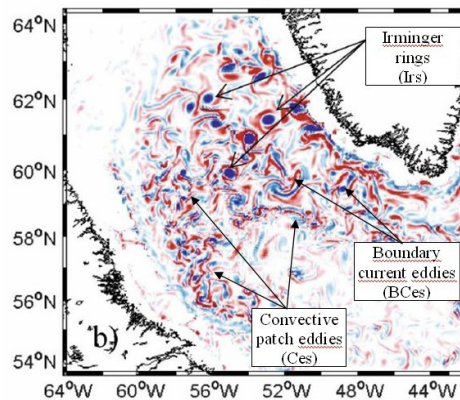 64°N
62°N
60°N
58°N
56°N
54°N
64°W
60°W
56°W
52°W
48°W
44°W
Irminger
rings
(Irs)
Boundary
current eddies
(BCes)
Convective
patch eddies
(Ces)
b)